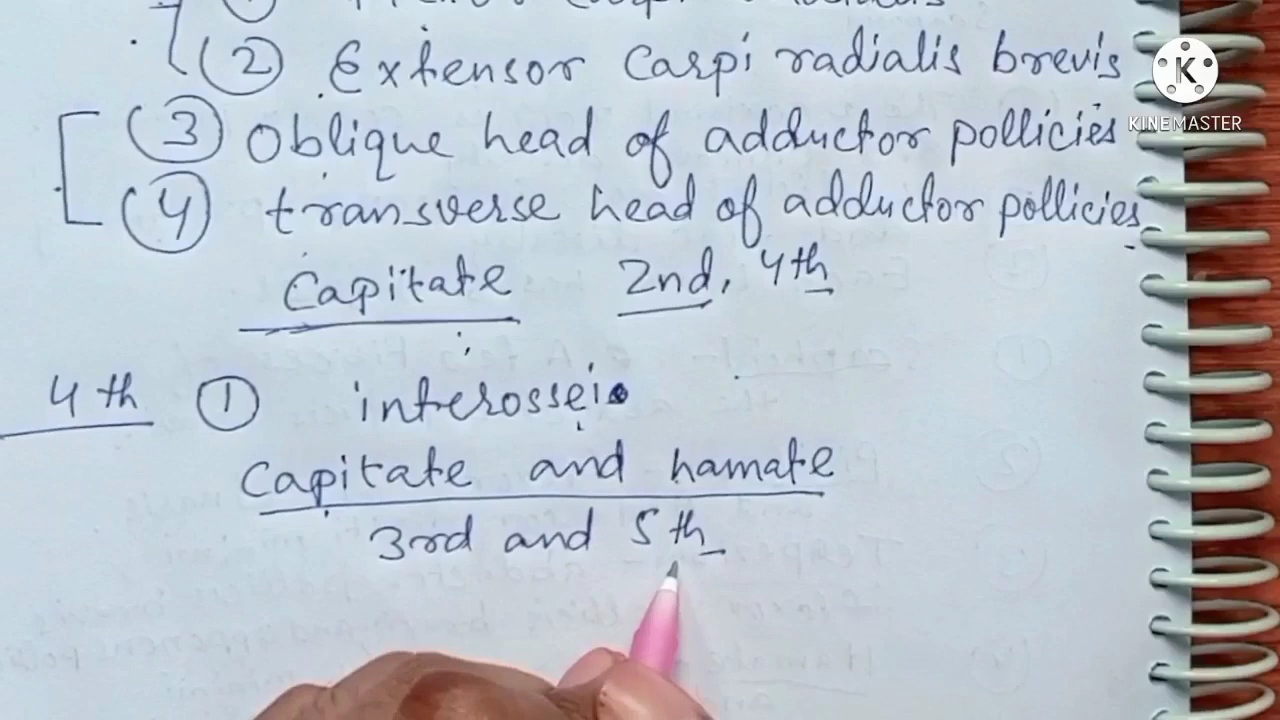 (2) Extensor Carpi radialis brevis
(3) Oblique head of adductor pollicies
(4) transverse head of adductor pollicies
Capitate 2nd, 4th
4th (1) interossei
Capitate and hamate
3rd and 5th
K
KINEMASTER